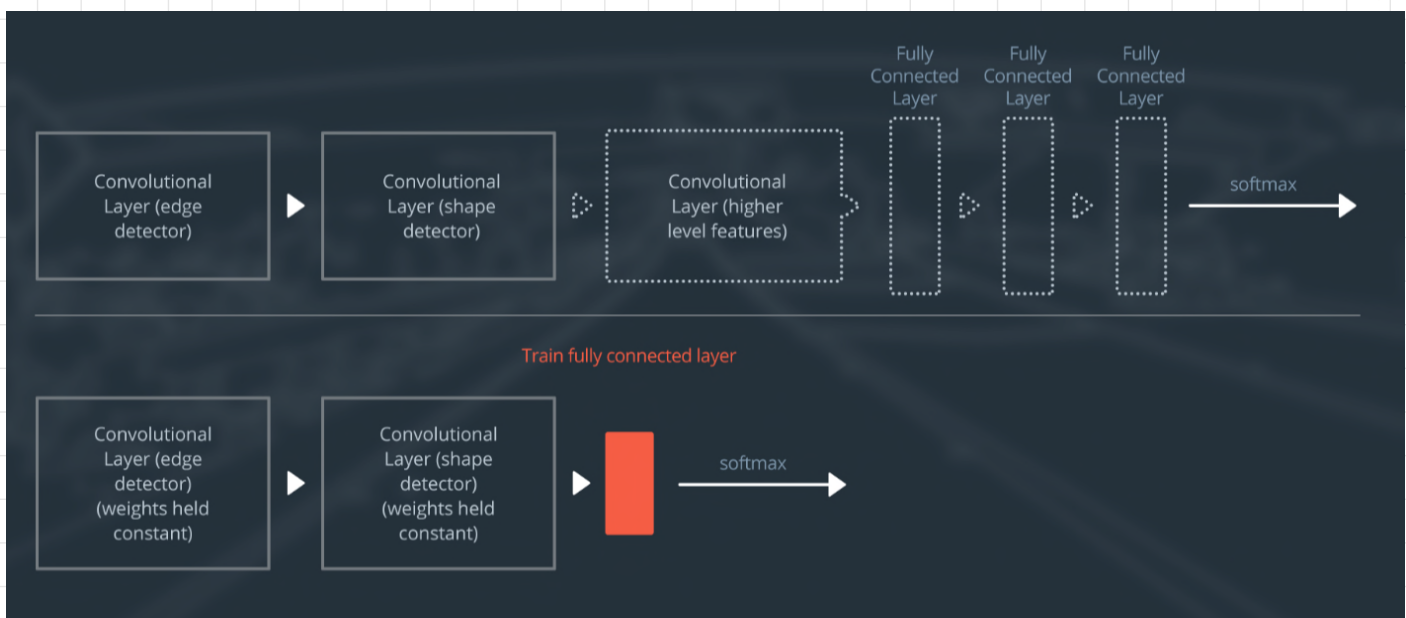 Fully
Connected
Layer
Fully
Connected
Layer
Fully
Connected
Layer
Convolutional
Layer (edge
detector)
Convolutional
Layer (shape
detector)
Convolutional
Layer (higher
level features)
softmax
Train fully connected layer
Convolutional
Layer (edge
detector)
(weights held
constant)
Convolutional
Layer (shape
detector)
(weights held
constant)
softmax